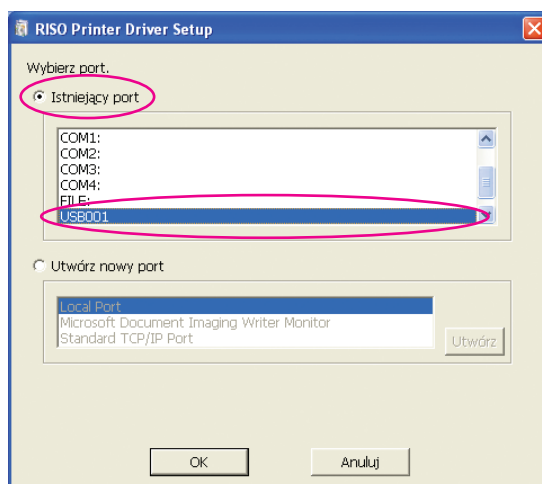 RISO Printer Driver Setup
Wybierz port.
Istniejący port
COM1:
COM2:
COM3:
COM4:
FILE:
USB001
Utwórz nowy port
Local Port
Microsoft Document Imaging Writer Monitor
Standard TCP/IP Port
Utwórz
OK
Anuluj